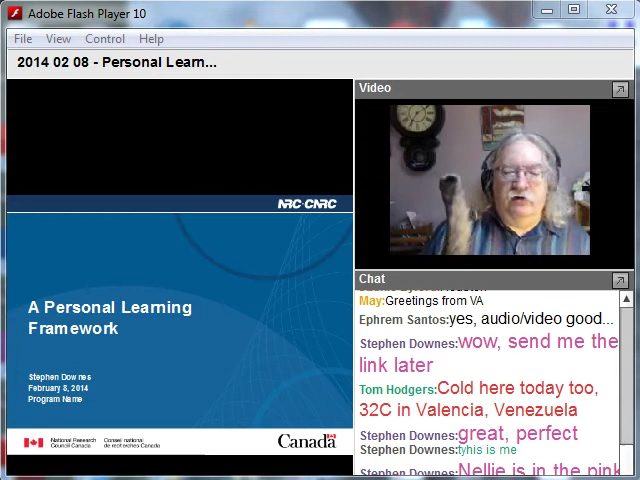 Adobe Flash Player 10
File View Control Help
2014 02 08 - Personal Learn...
NRC·CNRC
A Personal Learning
Framework
Stephen Downes
February 8, 2014
Program Name
National Research
Council Canada
Conseil national
de recherches Canada
Canada
Video
Chat
May:Greetings from VA
Ephrem Santos:yes, audio/video good...
Stephen Downes:wow, send me the
link later
Tom Hodgers:Cold here today too,
32C in Valencia, Venezuela
Stephen Downes:great, perfect
Stephen Downes:tyhis is me
Stephen Downes:Nellie is in the pink